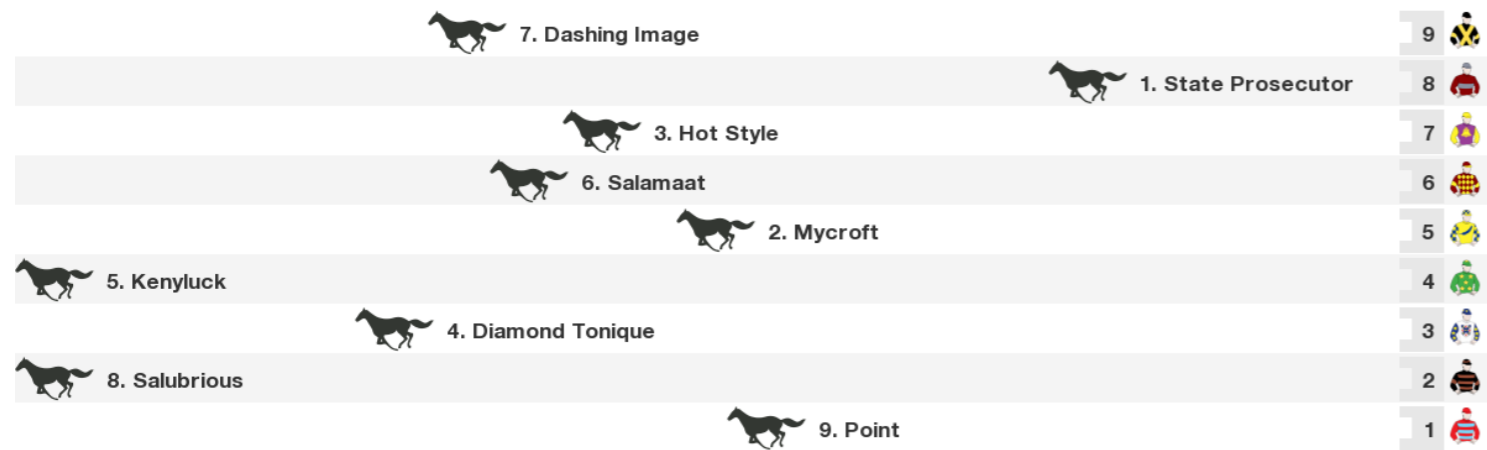 7. Dashing Image 9
1. State Prosecutor 8
3. Hot Style 7
6. Salamaat 6
2. Mycroft 5
5. Kenyluck 4
4. Diamond Tonique 3
8. Salubrious 2
9. Point 1